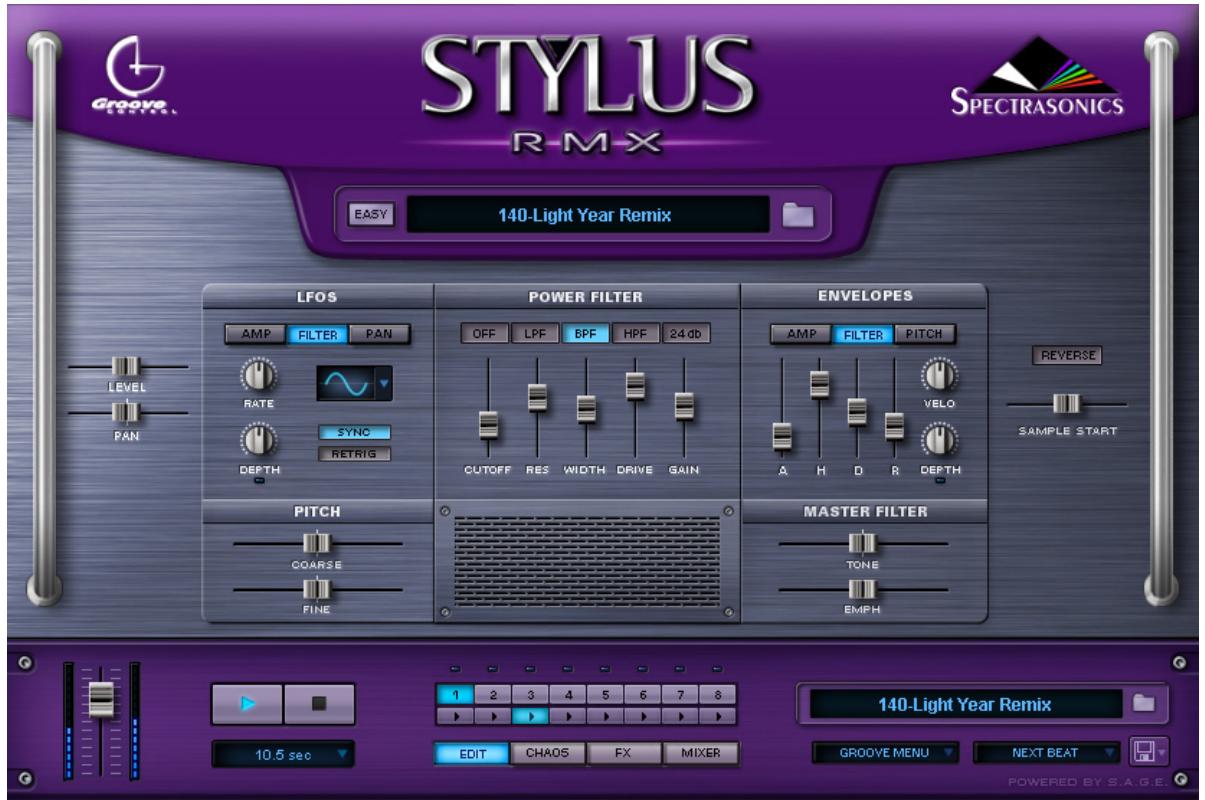 Groove CONTROL
STYLUS
RMX
SPECTRASONICS
EASY
140-Light Year Remix
LFOS
POWER FILTER
ENVELOPES
AMP FILTER PAN
OFF LPF BPF HPF 24 db
AMP FILTER PITCH
REVERSE
LEVEL
RATE
VELO
PAN
SYNC
SAMPLE START
RETRIG
DEPTH
CUTOFF RES WIDTH DRIVE GAIN
A H D R DEPTH
PITCH
MASTER FILTER
COARSE
TONE
FINE
EMPH
1 2 3 4 5 6 7 8
140-Light Year Remix
10.5 sec
EDIT CHAOS FX MIXER
GROOVE MENU
NEXT BEAT
POWERED BY S.A.G.E.